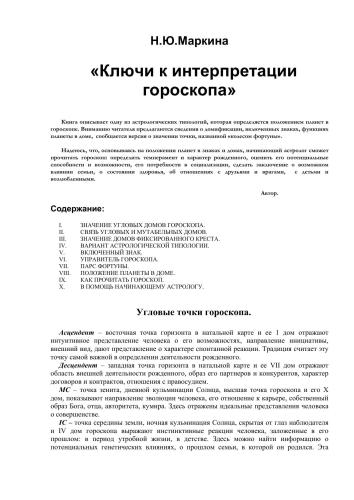 Н.Ю.Маркина
«Ключи к интерпретации
гороскопа»
Книга описывает одну из астрологических типологий, которая определяется положением планет в
гороскопе. Вниманию читателя предлагаются сведения о домификации, включенных знаках, функциях
планеты в доме, сообщается версия о значении точки, названной «колесом фортуны».
Надеюсь, что, основываясь на положении планет в знаках и домах, начинающий астролог сможет
прочитать гороскоп: определить темперамент и характер рожденного, оценить его потенциальные
способности и возможности, его потребности в социализации, сделать заключение о возможном
влиянии семьи, о состоянии здоровья, об отношениях с друзьями и врагами, с детьми и
возлюбленными.
Автор.
Содержание:
I. ЗНАЧЕНИЕ УГЛОВЫХ ДОМОВ ГОРОСКОПА.
II. СВЯЗЬ УГЛОВЫХ И МУТАБЕЛЬНЫХ ДОМОВ.
III. ЗНАЧЕНИЕ ДОМОВ ФИКСИРОВАННОГО КРЕСТА.
IV. ВАРИАНТ АСТРОЛОГИЧЕСКОЙ ТИПОЛОГИИ.
V. ВКЛЮЧЕННЫЙ ЗНАК.
VI. УПРАВИТЕЛЬ ГОРОСКОПА.
VII. ПАРС ФОРТУНЫ.
VIII. ПОЛОЖЕНИЕ ПЛАНЕТЫ В ДОМЕ.
IX. КАК ПРОЧИТАТЬ ГОРОСКОП.
X. В ПОМОЩЬ НАЧИНАЮЩЕМУ АСТРОЛОГУ.
Угловые точки гороскопа.
Асцендент – восточная точка горизонта в натальной карте и ее I дом отражают
интуитивное представление человека о его возможностях, направление инициативы,
внешний вид, дают представление о характере спонтанной реакции. Традиция считает эту
точку самой важной в определении деятельности рожденного.
Десцендент – западная точка горизонта в натальной карте и ее VII дом отражают
область внешней деятельности рожденного, образ его партнеров и конкурентов, характер
договоров и контрактов, отношения с правосудием.
МС – точка зенита, дневной кульминации Солнца, высшая точка гороскопа и его X
дом, показывают направление эволюции человека, его отношение к карьере, собственный
образ Бога, отца, авторитета, кумира. Здесь отражены идеальные представления человека
о совершенстве.
IC – точка середины земли, ночная кульминация Солнца, скрытая от глаз наблюдателя
и IV дом гороскопа выражают инстинктивные реакции человека, заложенные в его
прошлом: в период утробной жизни, в детстве. Здесь можно найти информацию о
потенциальных генетических влияниях, о прошлом семьи, в которой он родился. Эта